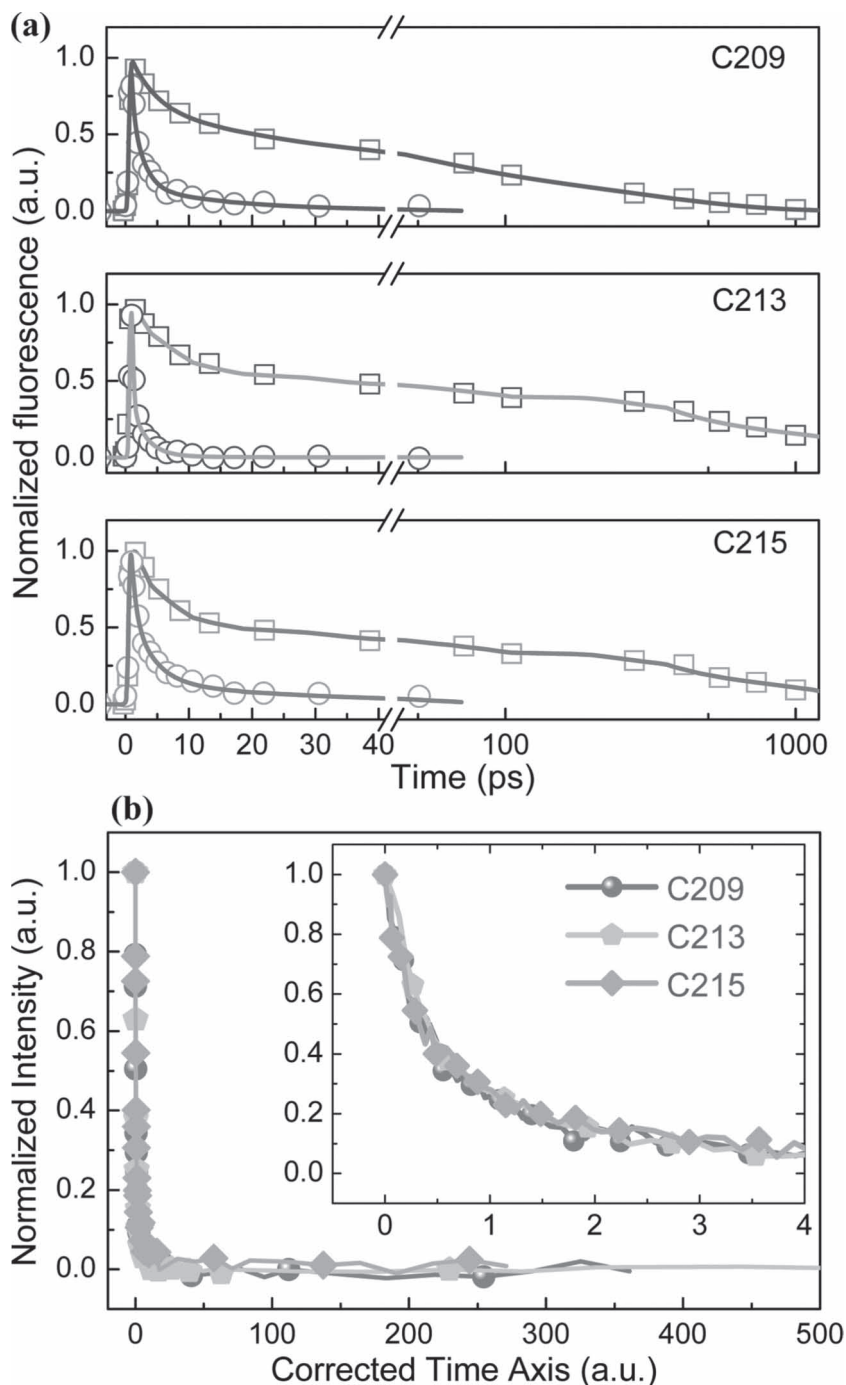 (a)
C209
1.0
0.5
0.0
C213
1.0
0.5
0.0
C215
1.0
0.5
0.0
Nomalized fluorescence (a.u.)
0 10 20 30 40 100 1000
Time (ps)
(b)
1.0
0.8
0.6
0.4
0.2
0.0
Normalized Intensity (a.u.)
1.0
0.8
0.6
0.4
0.2
0.0
C209
C213
C215
0 1 2 3 4
0 100 200 300 400 500
Corrected Time Axis (a.u.)